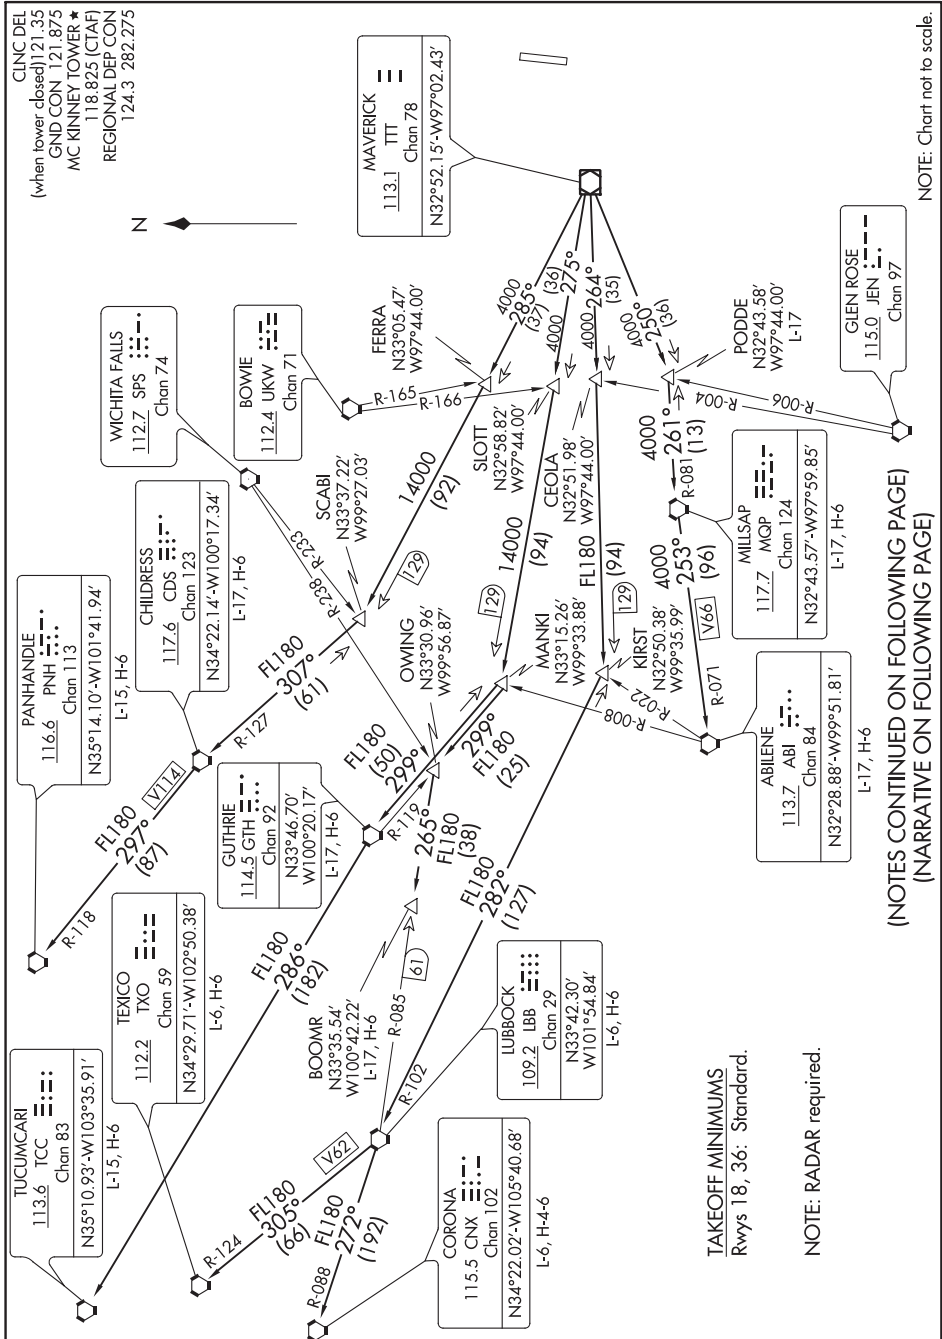 CLNC DEL
(when tower closed)121.35
GND CON 121.875
MC KINNEY TOWER ★
118.825 (CTAF)
REGIONAL DEP CON
124.3 282.275
N
TUCUMCARI
113.6 TCC
Chan 83
N35°10.93'-W103°35.91'
L-15, H-6
TEXICO
112.2 TXO
Chan 59
N34°29.71'-W102°50.38'
L-6, H-6
PANHANDLE
116.6 PNH
Chan 113
N35°14.10'-W101°41.94'
L-15, H-6
CHILDRESS
117.6 CDS
Chan 123
N34°22.14'-W100°17.34'
L-17, H-6
WICHITA FALLS
112.7 SPS
Chan 74
BOWIE
112.4 UKW
Chan 71
MAVERICK
113.1 TTT
Chan 78
N32°52.15'-W97°02.43'
GUTHRIE
114.5 GTH
Chan 92
N33°46.70'
W100°20.17'
L-17, H-6
SCABI
N33°37.22'
W99°27.03'
FERRA
N33°05.47'
W97°44.00'
OWING
N33°30.96'
W99°56.87'
SLOTT
N32°58.82'
W97°44.00'
CEOLA
N32°51.98'
W97°44.00'
MANKI
N33°15.26'
W99°33.88'
KIRST
N32°50.38'
W99°35.99'
PODDE
N32°43.58'
W97°44.00'
L-17
BOOMR
N33°35.54'
W100°42.22'
L-17, H-6
LUBBOCK
109.2 LBB
Chan 29
N33°42.30'
W101°54.84'
L-6, H-6
CORONA
115.5 CNX
Chan 102
N34°22.02'-W105°40.68'
L-6, H-4-6
ABILENE
113.7 ABI
Chan 84
N32°28.88'-W99°51.81'
L-17, H-6
MILLSAP
117.7 MQP
Chan 124
N32°43.57'-W97°59.85'
L-17, H-6
GLEN ROSE
115.0 JEN
Chan 97
R-118
FL180
297°
(87)
V114
R-127
FL180
307°
(61)
R-238
R-233
129
14000
(92)
4000
285°
(37)
R-165
R-166
FL180
286°
(182)
R-119
FL180
(50)
299°
299°
FL180
(25)
129
14000
(94)
4000
275°
(36)
265°
FL180
(38)
R-085
61
FL180
282°
(127)
R-102
129
FL180
(94)
4000
264°
(35)
R-008
R-022
R-124
FL180
305°
(66)
V62
R-088
FL180
272°
(192)
R-071
V66
4000
253°
(96)
R-081
4000
261°
(13)
4000
250°
(36)
R-004
R-006
TAKEOFF MINIMUMS
Rwys 18, 36: Standard.
NOTE: RADAR required.
(NOTES CONTINUED ON FOLLOWING PAGE)
(NARRATIVE ON FOLLOWING PAGE)
NOTE: Chart not to scale.